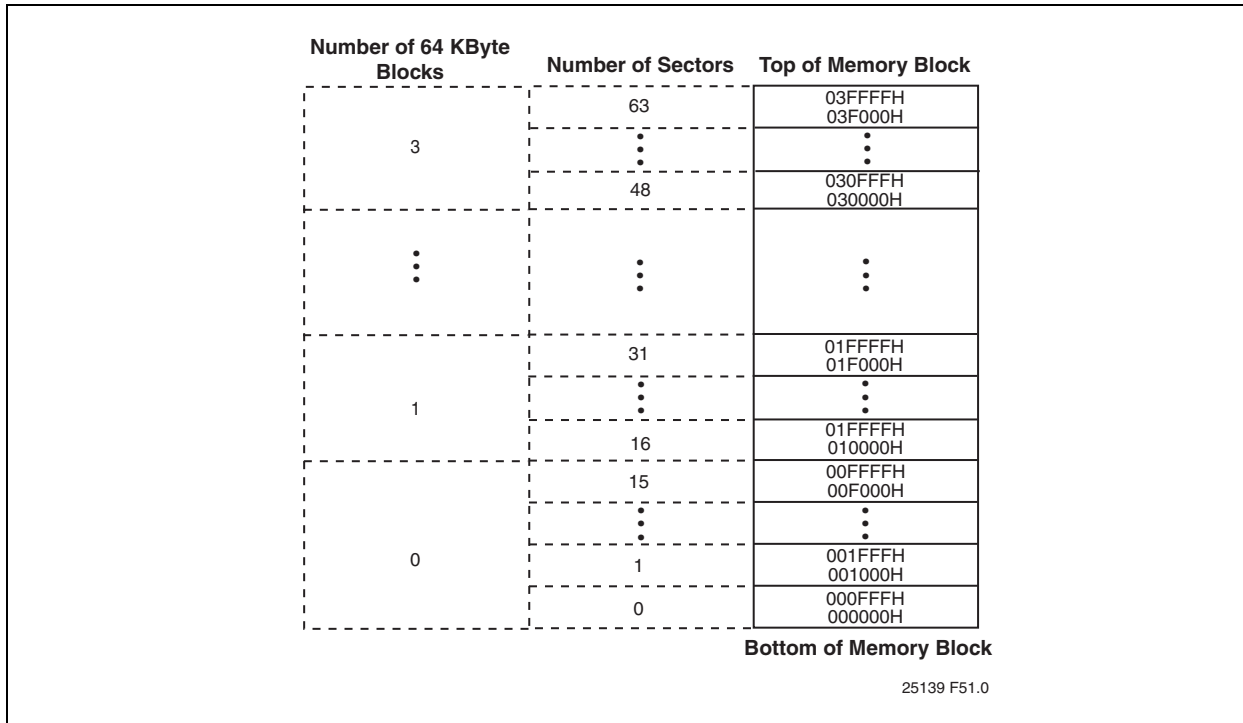 Number of 64 KByte
Blocks
Number of Sectors
Top of Memory Block
3
63
03FFFFH
03F000H
48
030FFFH
030000H
1
31
01FFFFH
01F000H
16
01FFFFH
010000H
0
15
00FFFFH
00F000H
1
001FFFH
001000H
0
000FFFH
000000H
Bottom of Memory Block
25139 F51.0